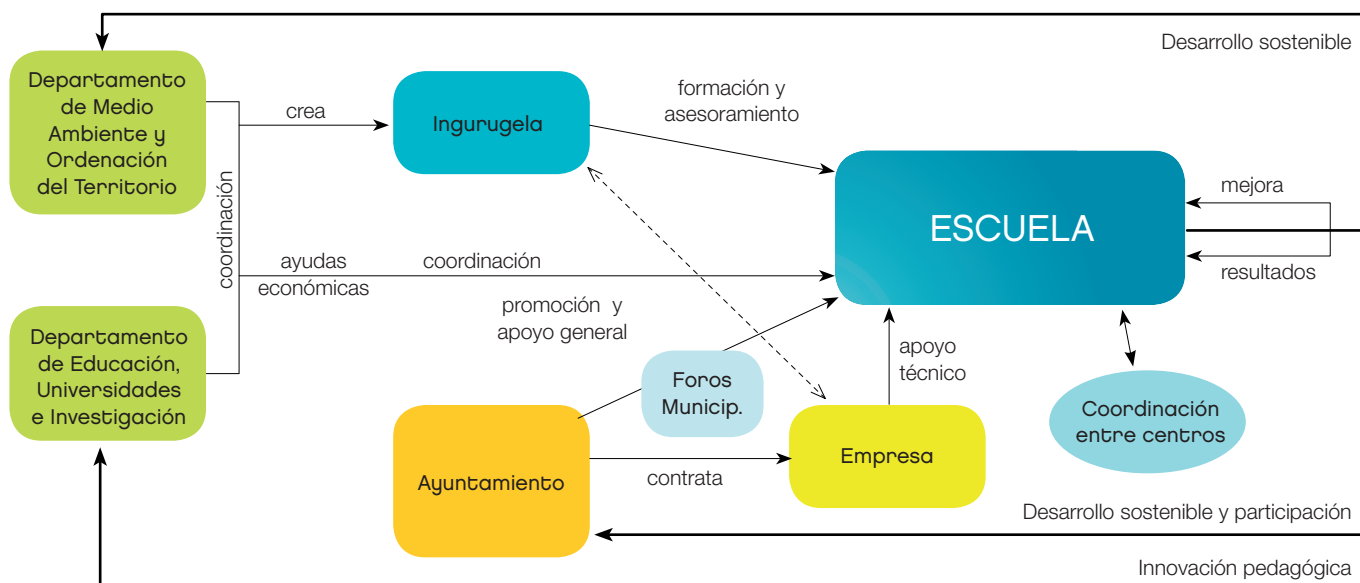 Desarrollo sostenible
Departamento
de Medio
Ambiente y
Ordenación
del Territorio
crea
Ingurugela
formación y
asesoramiento
coordinación
ESCUELA
mejora
resultados
ayudas
económicas
coordinación
promoción y
apoyo general
Departamento
de Educación,
Universidades
e Investigación
Foros
Municip.
apoyo
técnico
Coordinación
entre centros
Ayuntamiento
contrata
Empresa
Desarrollo sostenible y participación
Innovación pedagógica